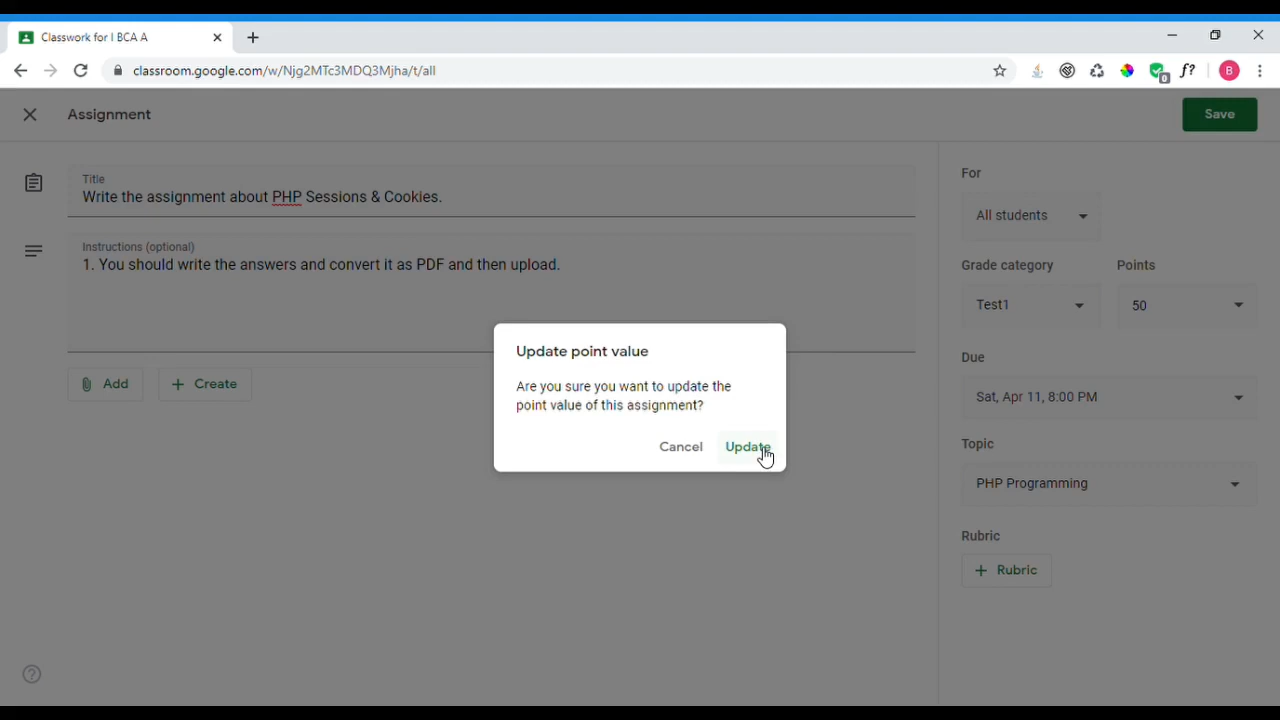 Classwork for I BCA A
classroom.google.com/w/Njg2MTc3MDQ3Mjha/t/all
0
f?
B
Assignment
Save
Title
Write the assignment about PHP Sessions & Cookies.
Instructions (optional)
1. You should write the answers and convert it as PDF and then upload.
Add
Create
For
All students
Grade category
Points
Test1
50
Due
Sat, Apr 11, 8:00 PM
Topic
PHP Programming
Rubric
Rubric
Update point value
Are you sure you want to update the
point value of this assignment?
Cancel
Update